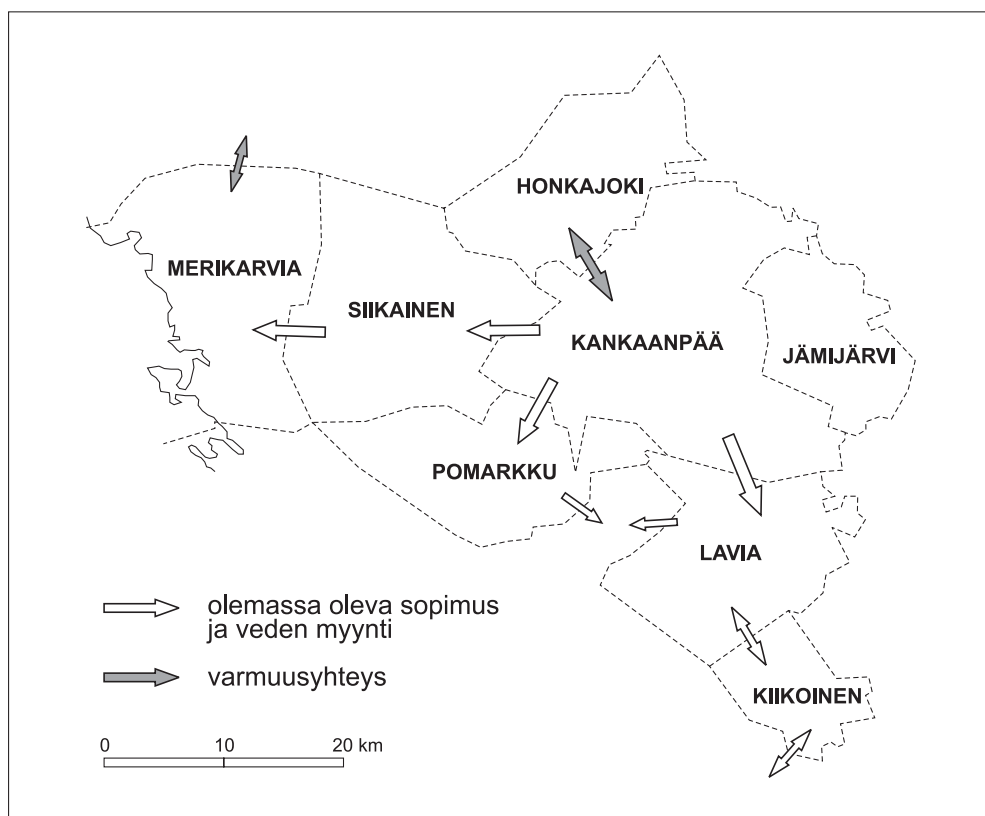 HONKAJOKI
MERIKARVIA
SIIKAINEN
KANKAANPÄÄ
JÄMIJÄRVI
POMARKKU
LAVIA
KIIKOINEN
olemassa oleva sopimus
ja veden myynti
varmuusyhteys
0 10 20 km